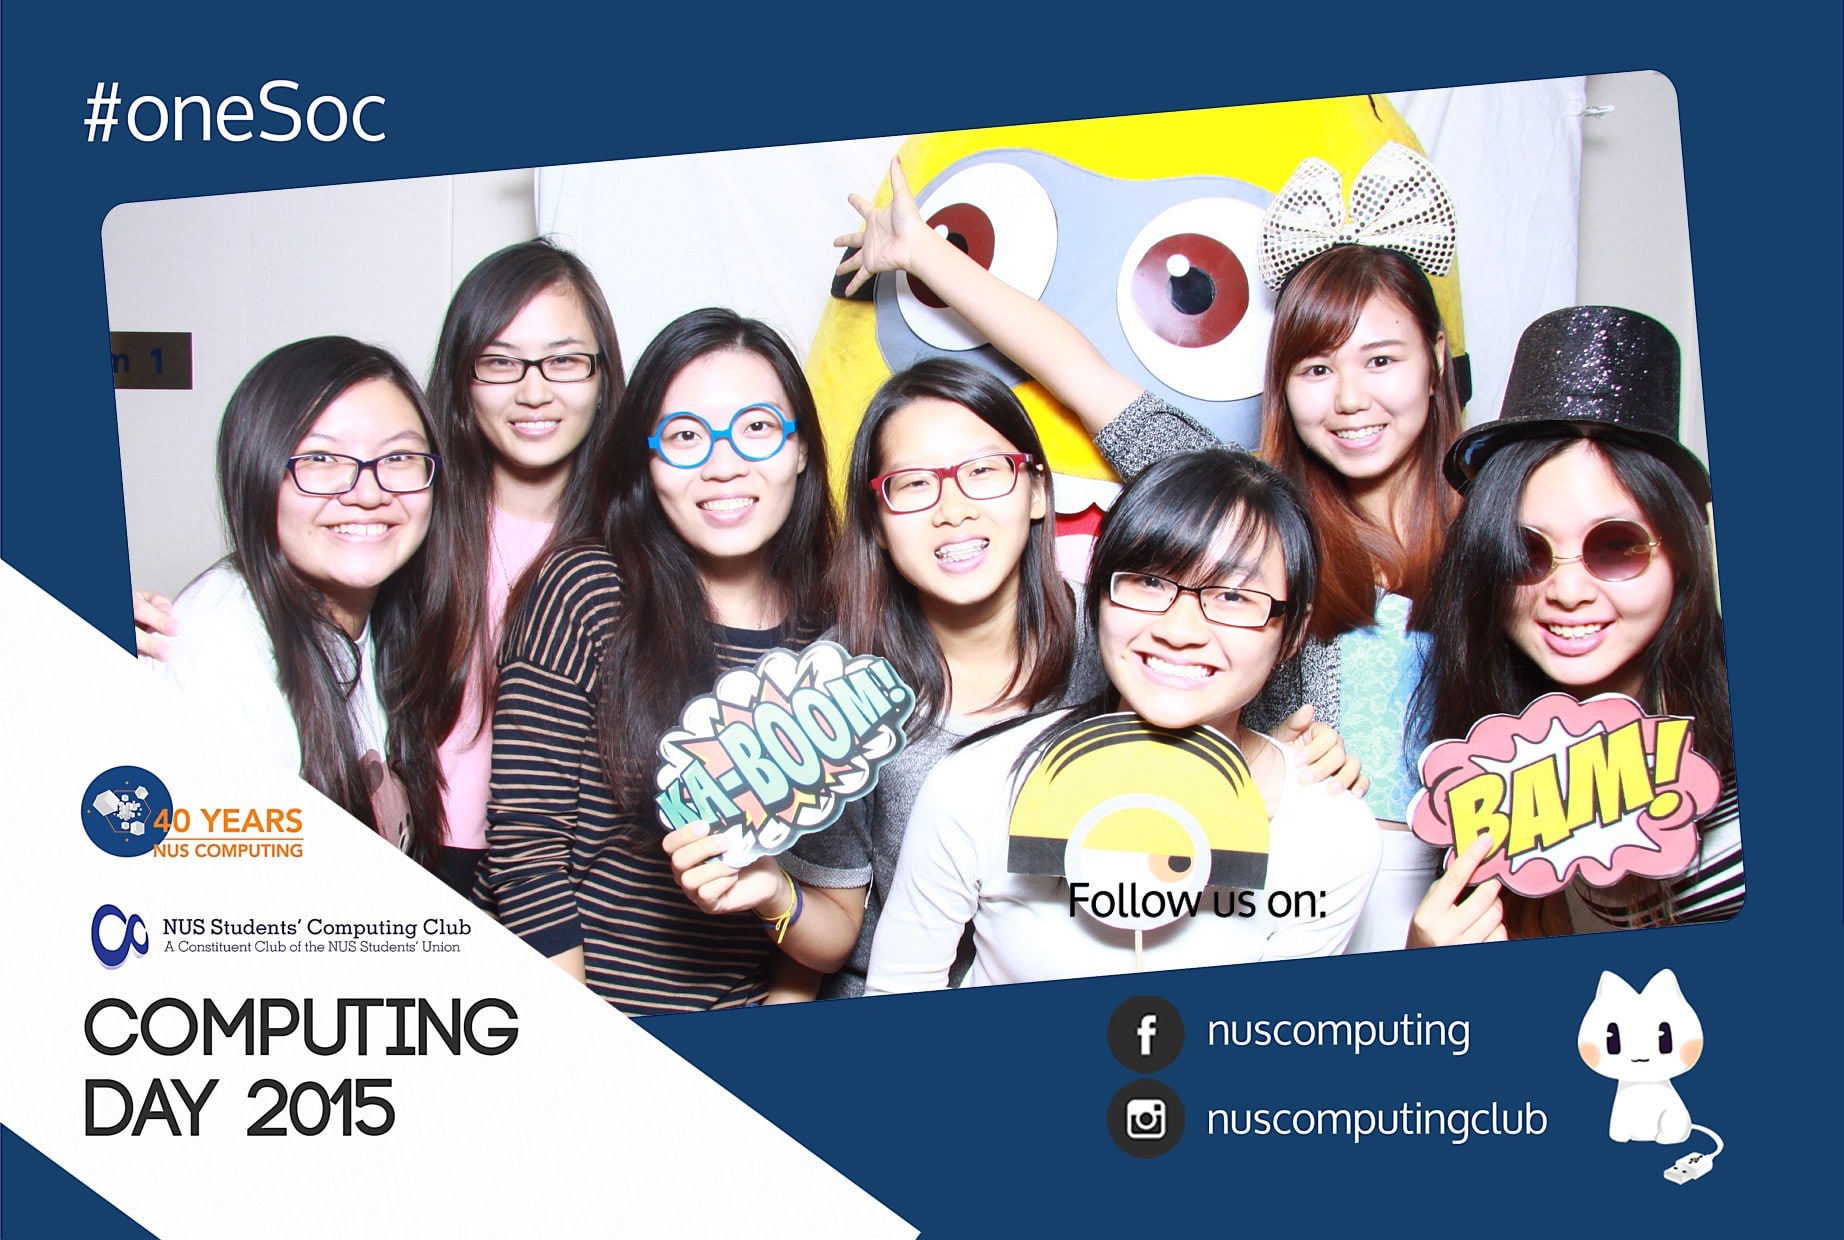 #oneSoc
m 1
KA-BOOM!
BAM!
40 YEARS
NUS COMPUTING
NUS Students' Computing Club
A Constituent Club of the NUS Students' Union
COMPUTING
DAY 2015
Follow us on:
nuscomputing
nuscomputingclub